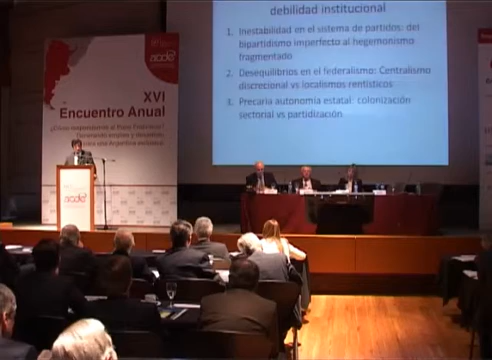 debilidad institucional
1. Inestabilidad en el sistema de partidos: del
bipartidismo imperfecto al hegemonismo
fragmentado
2. Desequilibrios en el federalismo: Centralismo
discrecional vs localismos rentísticos
3. Precaria autonomía estatal: colonización
sectorial vs partidización
acde
XVI
Encuentro Anual
acde